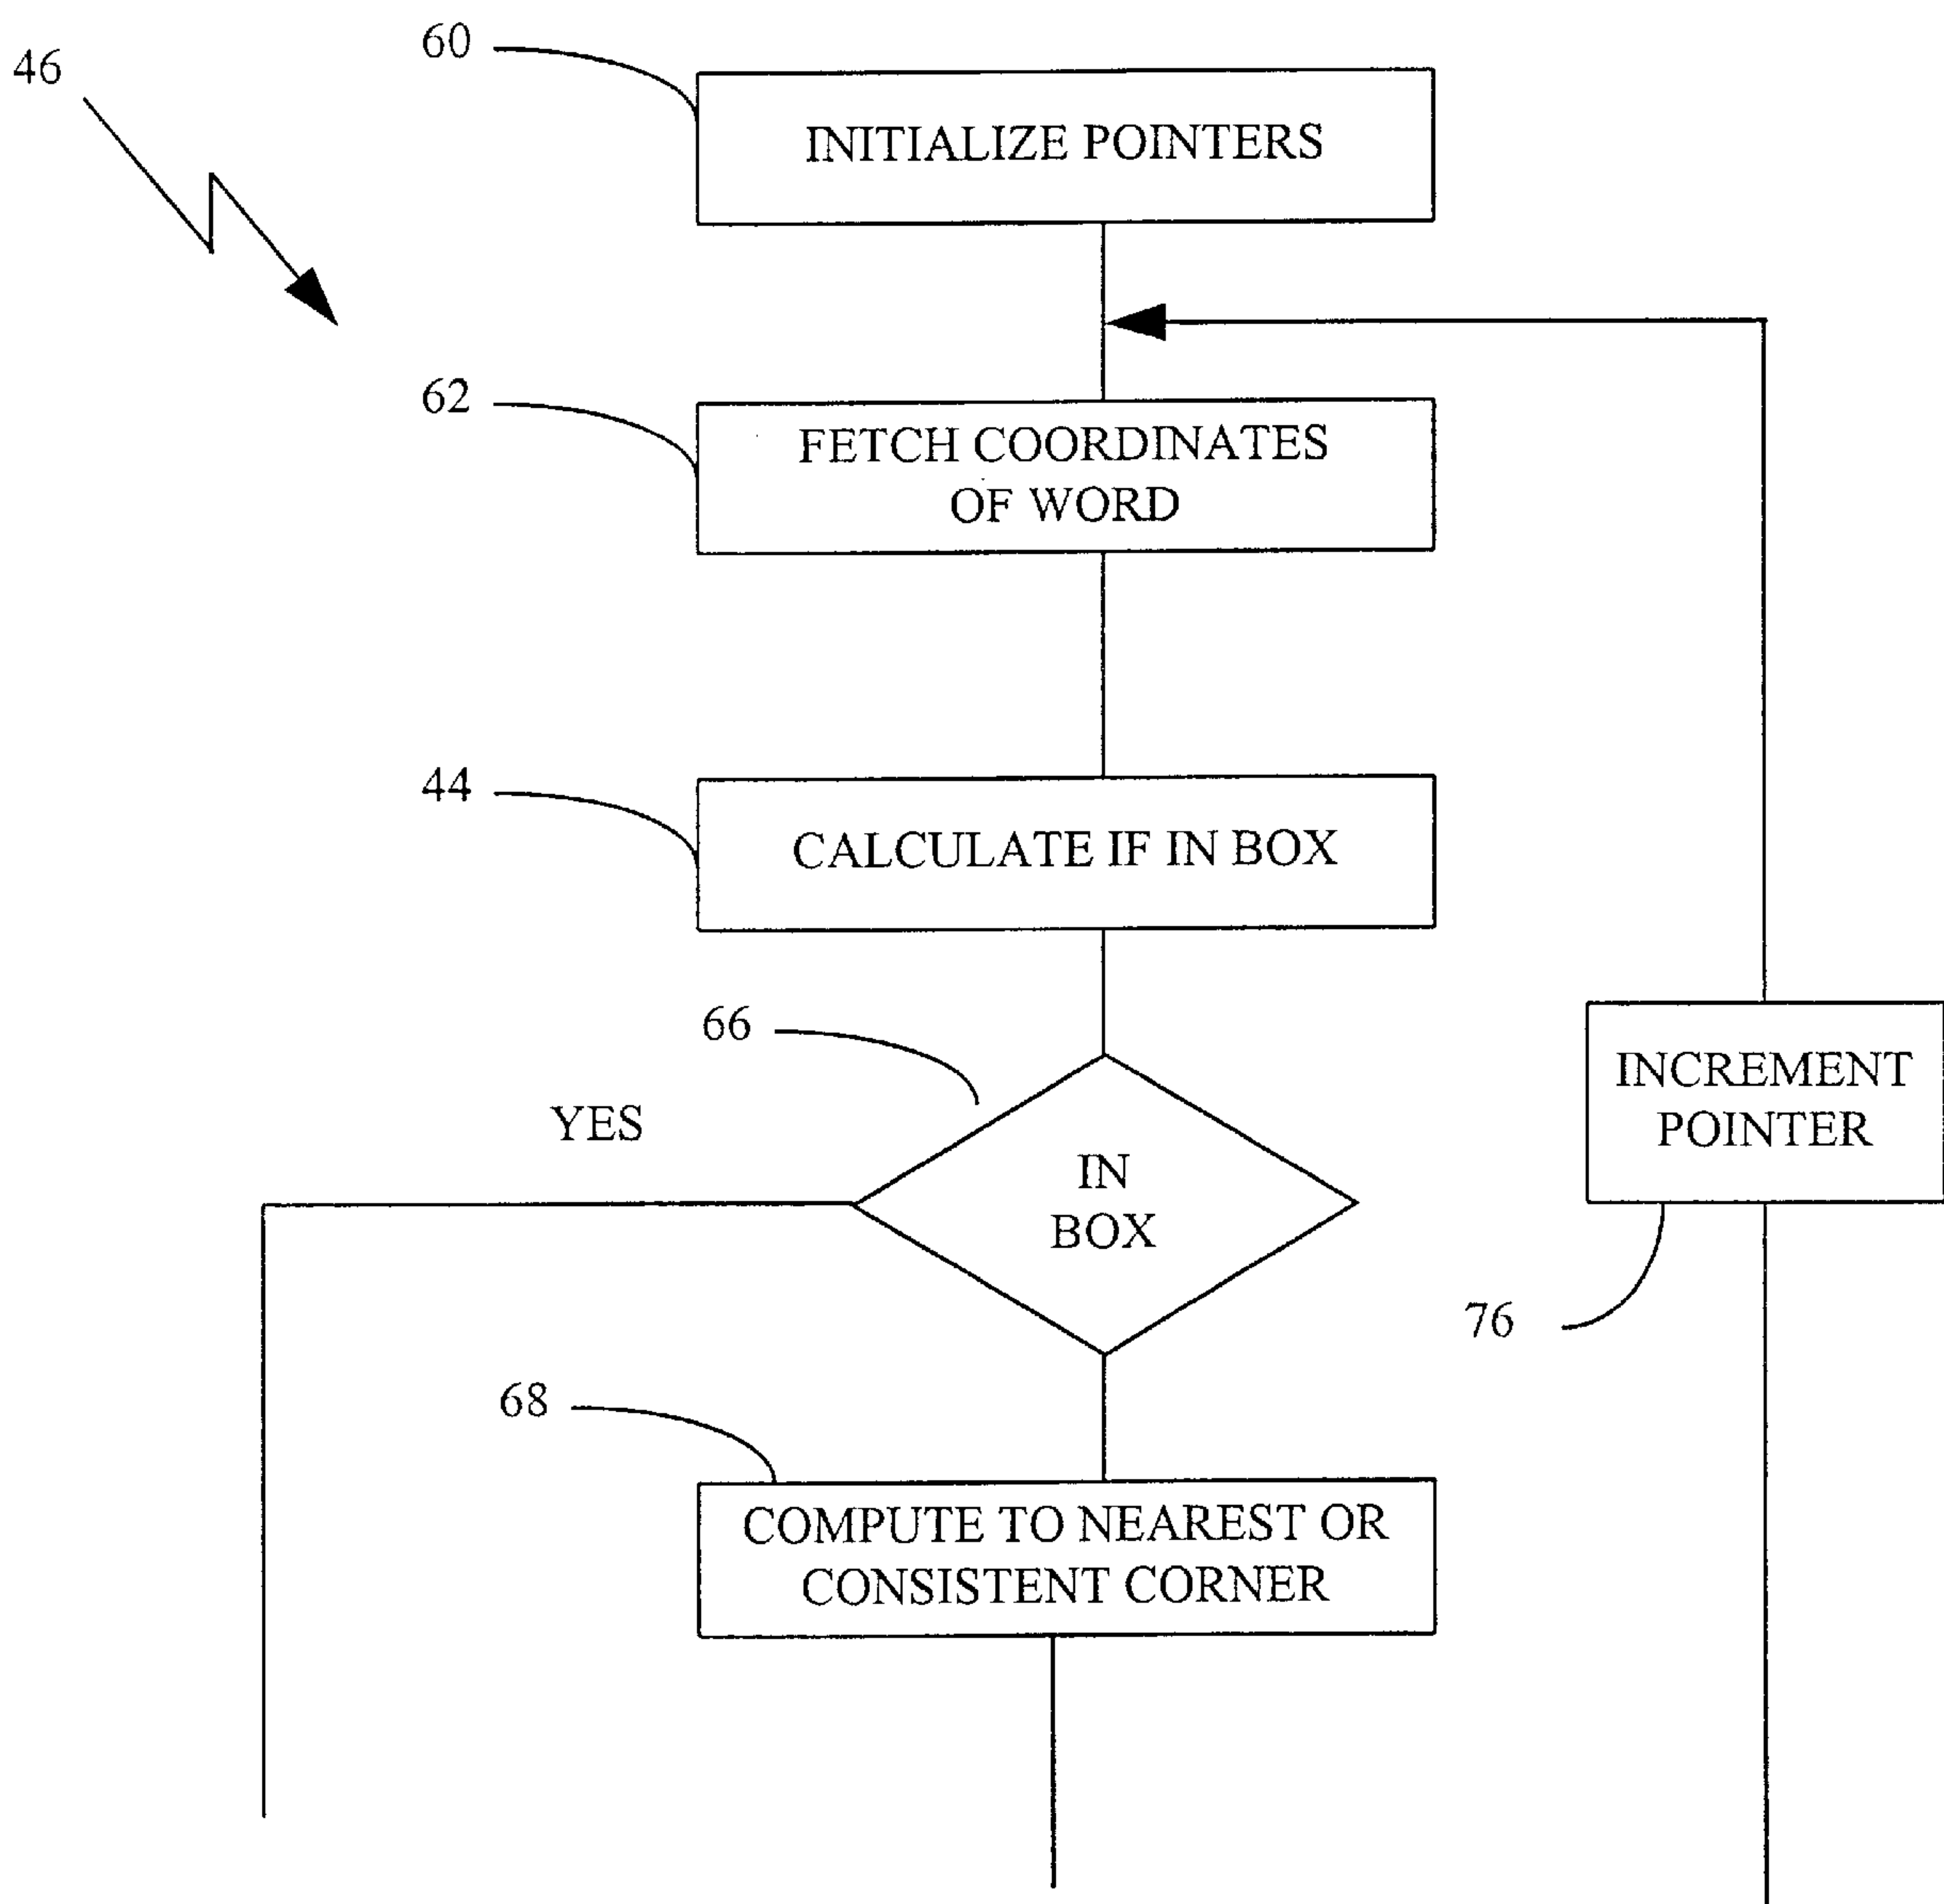 46
60
INITIALIZE POINTERS
62
FETCH COORDINATES
OF WORD
44
CALCULATE IF IN BOX
66
YES
IN
BOX
INCREMENT
POINTER
76
68
COMPUTE TO NEAREST OR
CONSISTENT CORNER